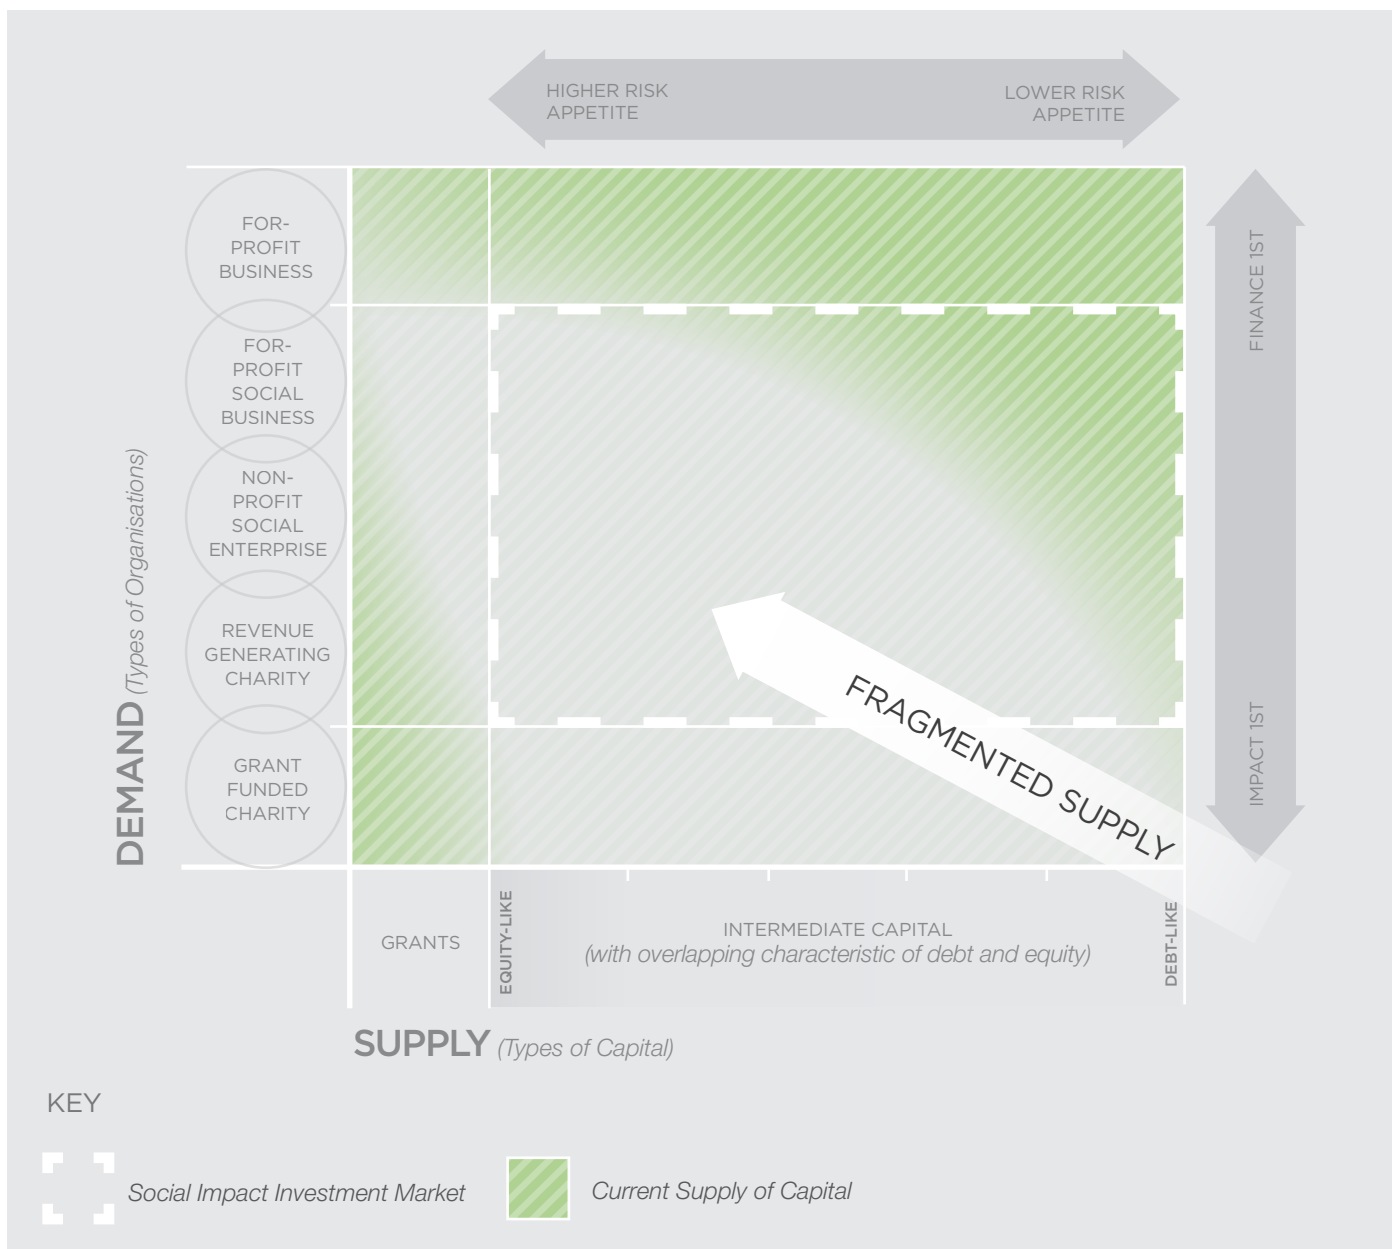 HIGHER RISK
APPETITE
LOWER RISK
APPETITE
FOR-
PROFIT
BUSINESS
FOR-
PROFIT
SOCIAL
BUSINESS
NON-
PROFIT
SOCIAL
ENTERPRISE
REVENUE
GENERATING
CHARITY
GRANT
FUNDED
CHARITY
DEMAND (Types of Organisations)
FINANCE 1ST
IMPACT 1ST
FRAGMENTED SUPPLY
GRANTS
EQUITY-LIKE
INTERMEDIATE CAPITAL
(with overlapping characteristic of debt and equity)
DEBT-LIKE
SUPPLY (Types of Capital)
KEY
Social Impact Investment Market
Current Supply of Capital